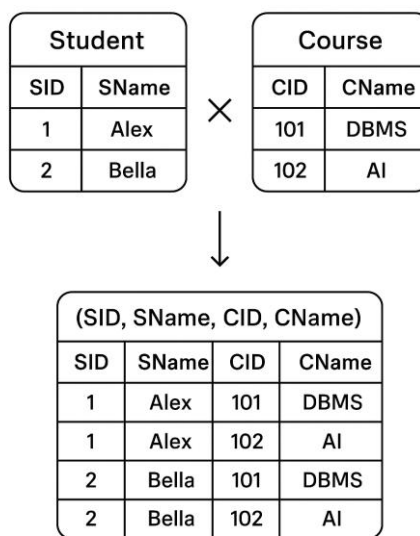 Student
SID SName
1 Alex
2 Bella
×
Course
CID CName
101 DBMS
102 AI
(SID, SName, CID, CName)
SID SName CID CName
1 Alex 101 DBMS
1 Alex 102 AI
2 Bella 101 DBMS
2 Bella 102 AI